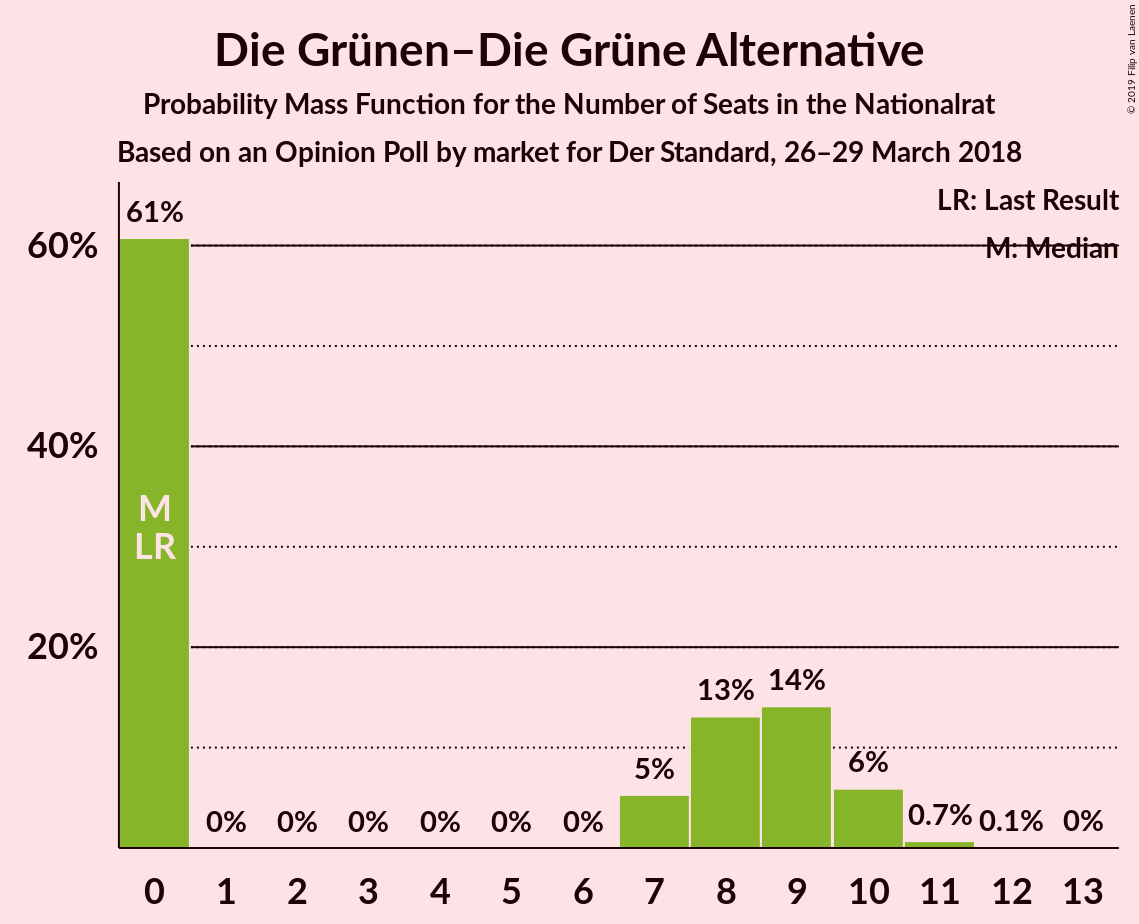 Die Grünen–Die Grüne Alternative
Probability Mass Function for the Number of Seats in the Nationalrat
Based on an Opinion Poll by market for Der Standard, 26–29 March 2018
© 2019 Filip van Laenen
LR: Last Result
M: Median
60%
40%
20%
61%
M
LR
0%
0%
0%
0%
0%
0%
5%
13%
14%
6%
0.7%
0.1%
0%
0 1 2 3 4 5 6 7 8 9 10 11 12 13